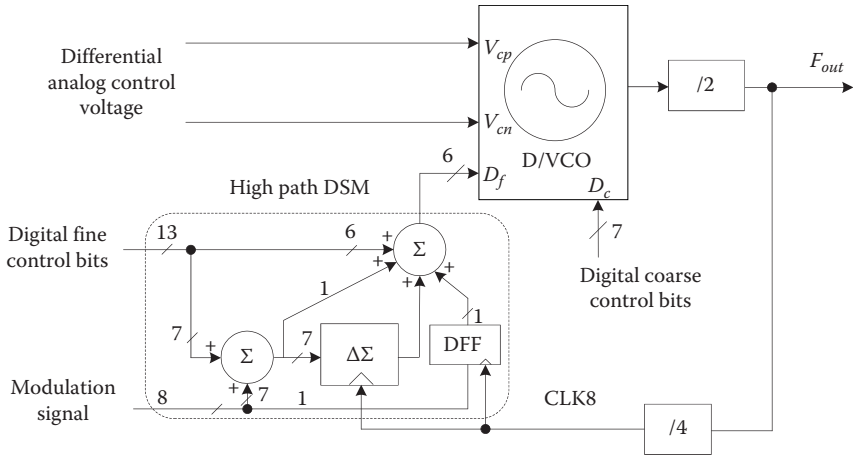 Differential
analog control
voltage
V_cp
V_cn
D/VCO
D_f
D_c
/2
F_out
6
7
High path DSM
Digital coarse
control bits
Digital fine
control bits
13
6
+
+
+
+
Σ
1
7
+
Σ
+
7
7
ΔΣ
1
DFF
Modulation
signal
8
1
CLK8
/4